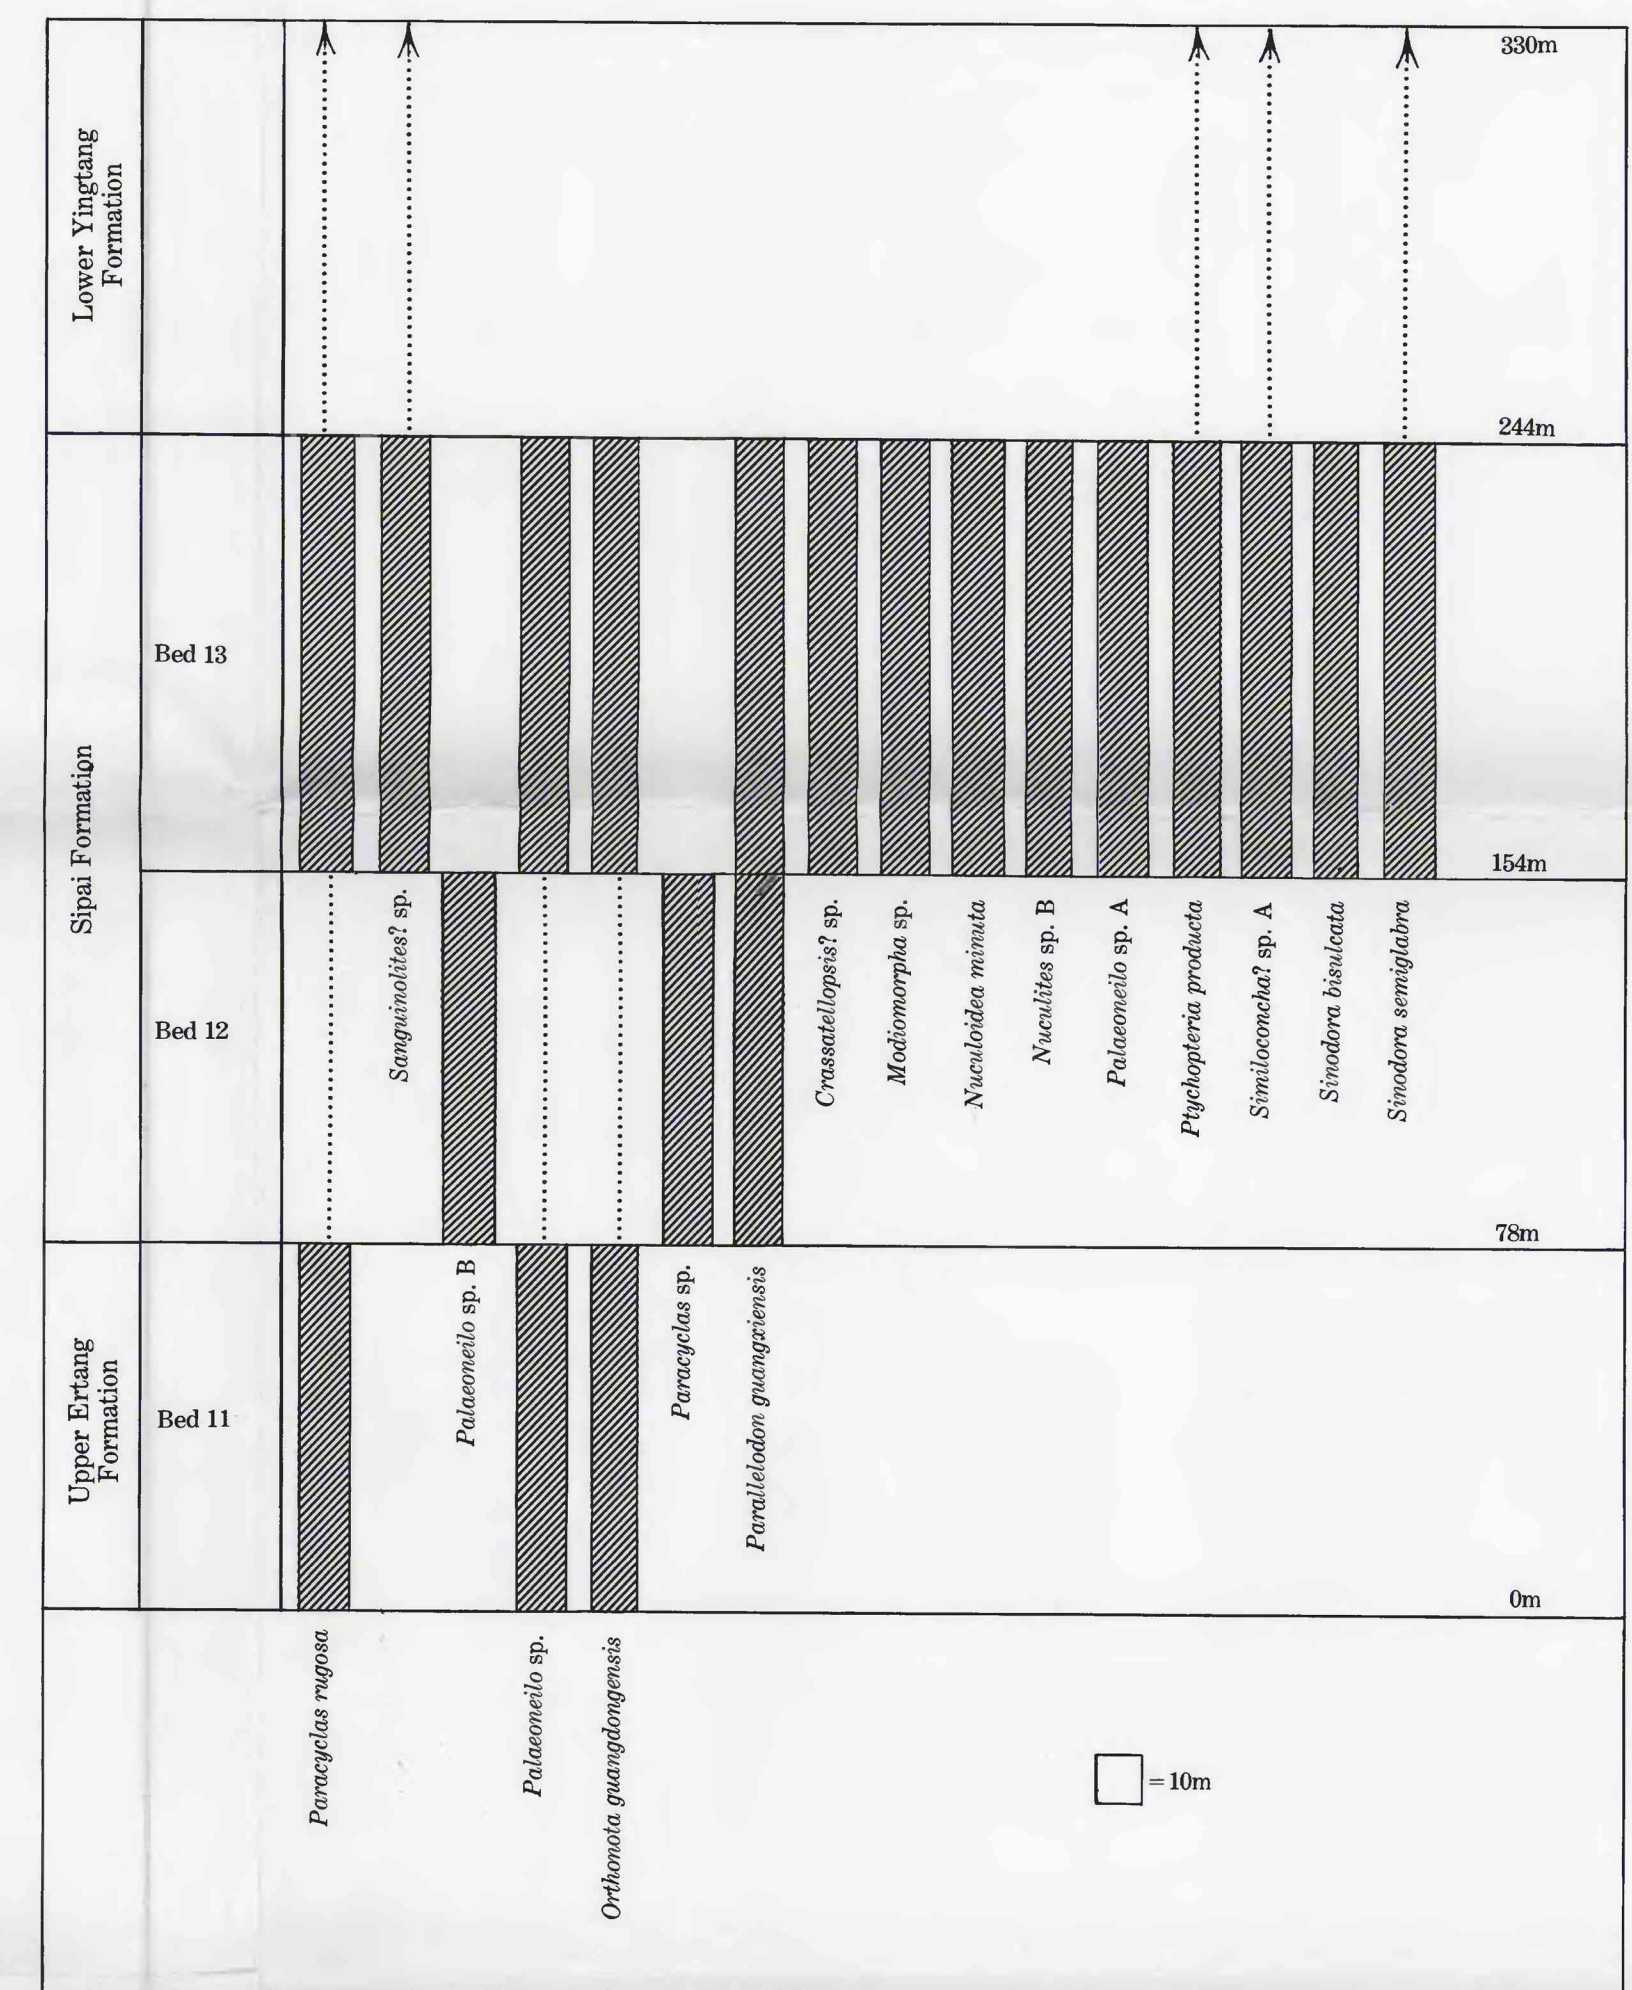 330m
Lower Yingtang
Formation
244m
Bed 13
Sipai Formation
154m
Sanguinolites? sp.
Crassatellopsis? sp.
Modiomorpha sp.
Nuculoidea minuta
Nuculites sp. B
Palaeoneilo sp. A
Ptychopteria producta
Similoconcha? sp. A
Sinodora bisulcata
Sinodora semiglabra
Bed 12
78m
Palaeoneilo sp. B
Paracyclas sp.
Parallelodon guangxiensis
Upper Ertang
Formation
Bed 11
0m
Paracyclas rugosa
Palaeoneilo sp.
Orthonota guangdongensis
= 10m